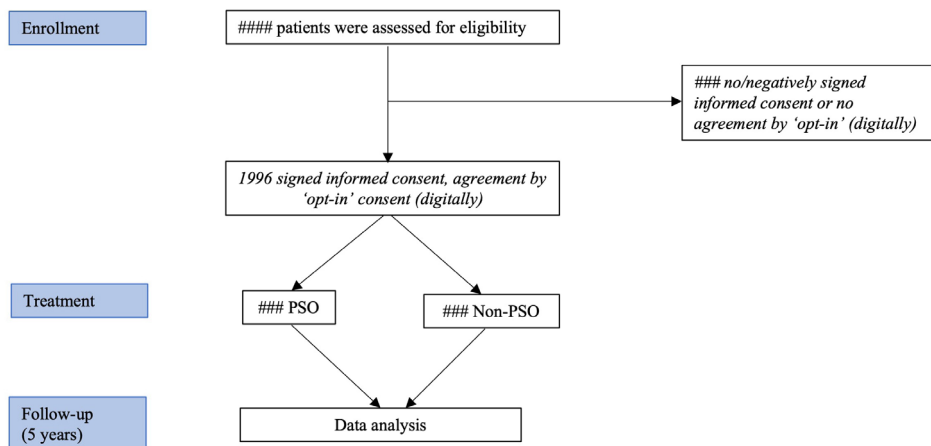 Enrollment
#### patients were assessed for eligibility
### no/negatively signed
informed consent or no
agreement by ‘opt-in’ (digitally)
1996 signed informed consent, agreement by
‘opt-in’ consent (digitally)
Treatment
### PSO
### Non-PSO
Follow-up
(5 years)
Data analysis